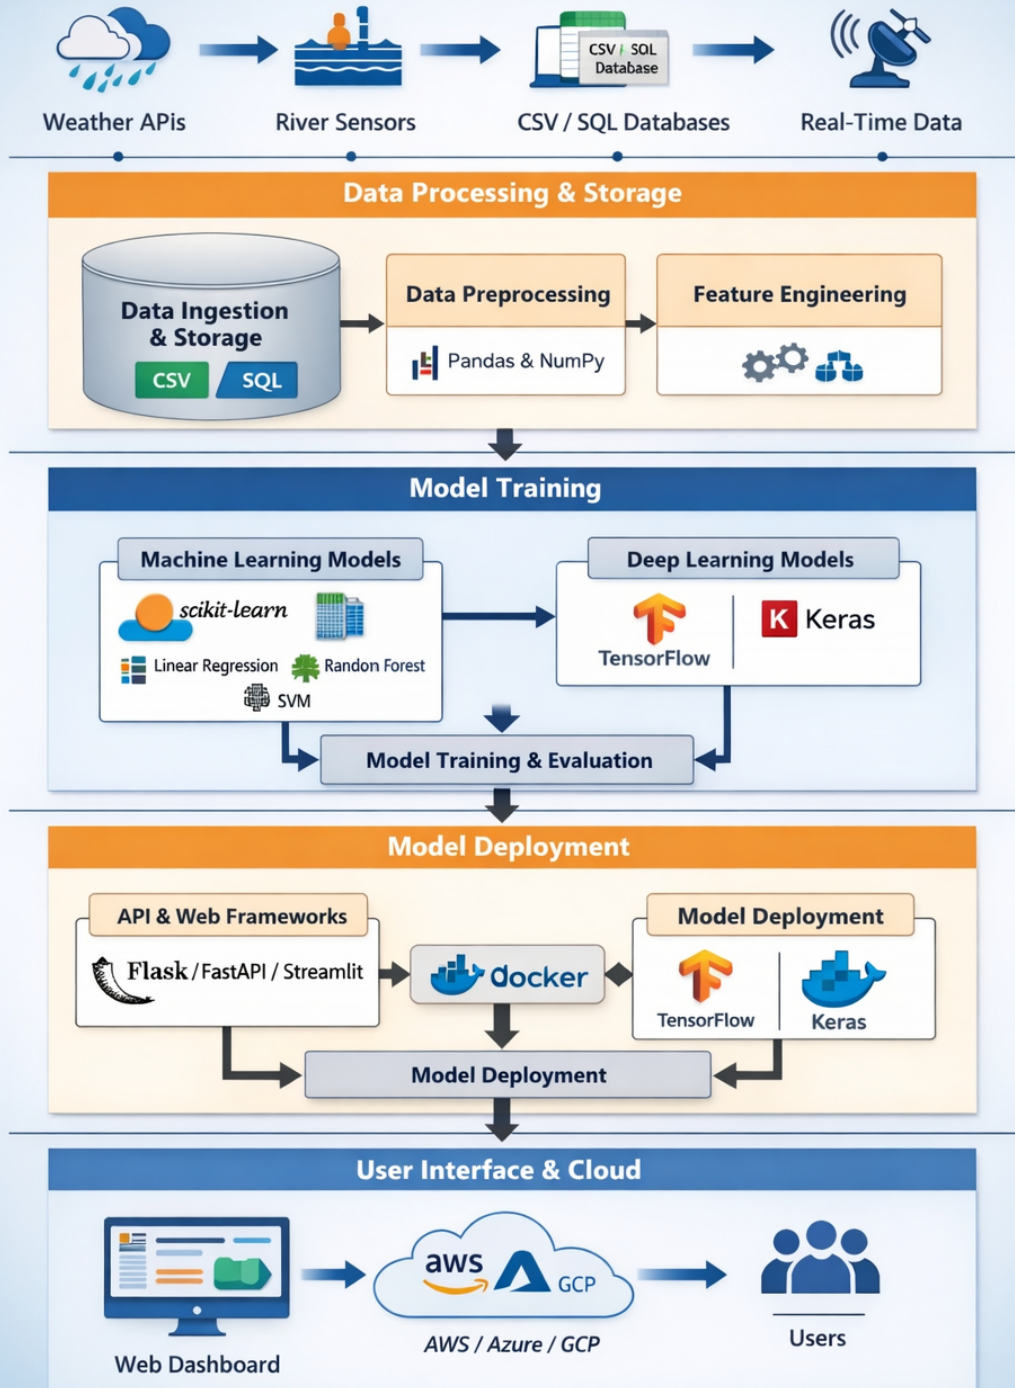 CSV / SQL
Database
Weather APIs
River Sensors
CSV / SQL Databases
Real-Time Data
Data Processing & Storage
Data Ingestion
& Storage
CSV
SQL
Data Preprocessing
Pandas & NumPy
Feature Engineering
Model Training
Machine Learning Models
scikit-learn
Linear Regression
Randon Forest
SVM
Deep Learning Models
TensorFlow
K Keras
Model Training & Evaluation
Model Deployment
API & Web Frameworks
Flask / FastAPI / Streamlit
docker
Model Deployment
TensorFlow
Keras
Model Deployment
User Interface & Cloud
Web Dashboard
aws
GCP
AWS / Azure / GCP
Users